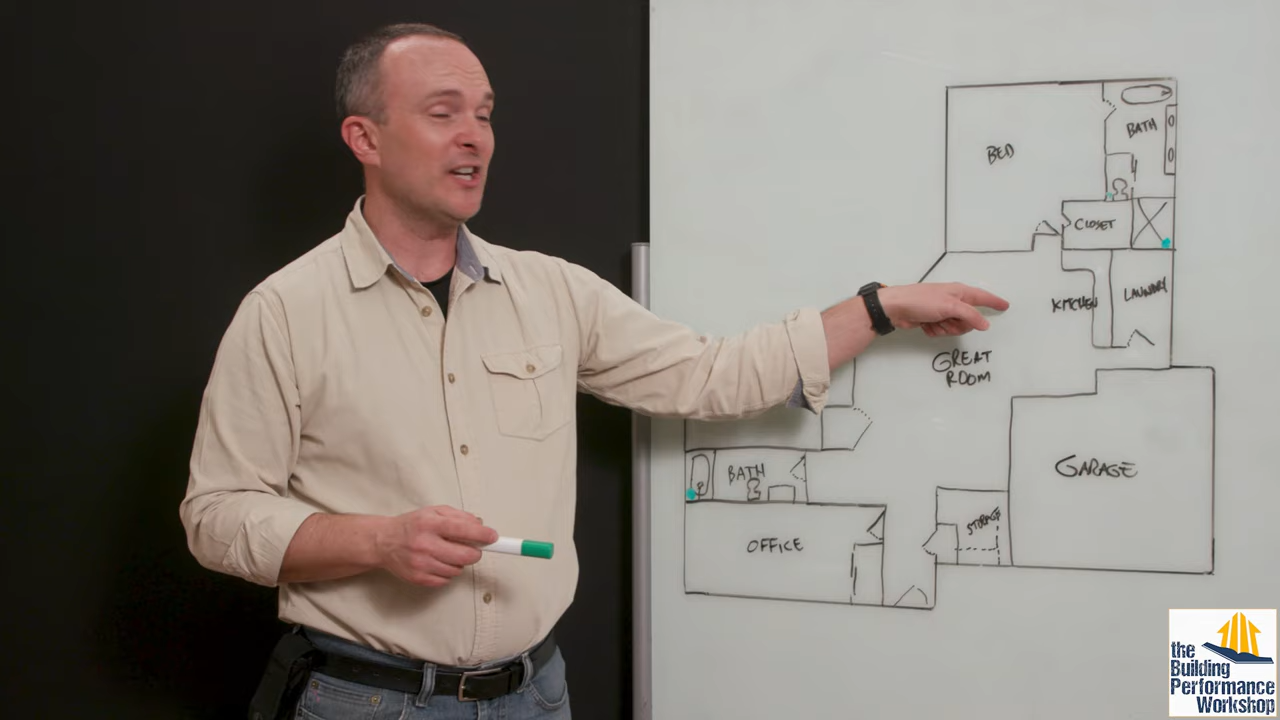 BED
BATH
CLOSET
KITCHEN
LAUNDRY
GREAT
ROOM
GARAGE
BATH
STORAGE
OFFICE
the
Building
Performance
Workshop